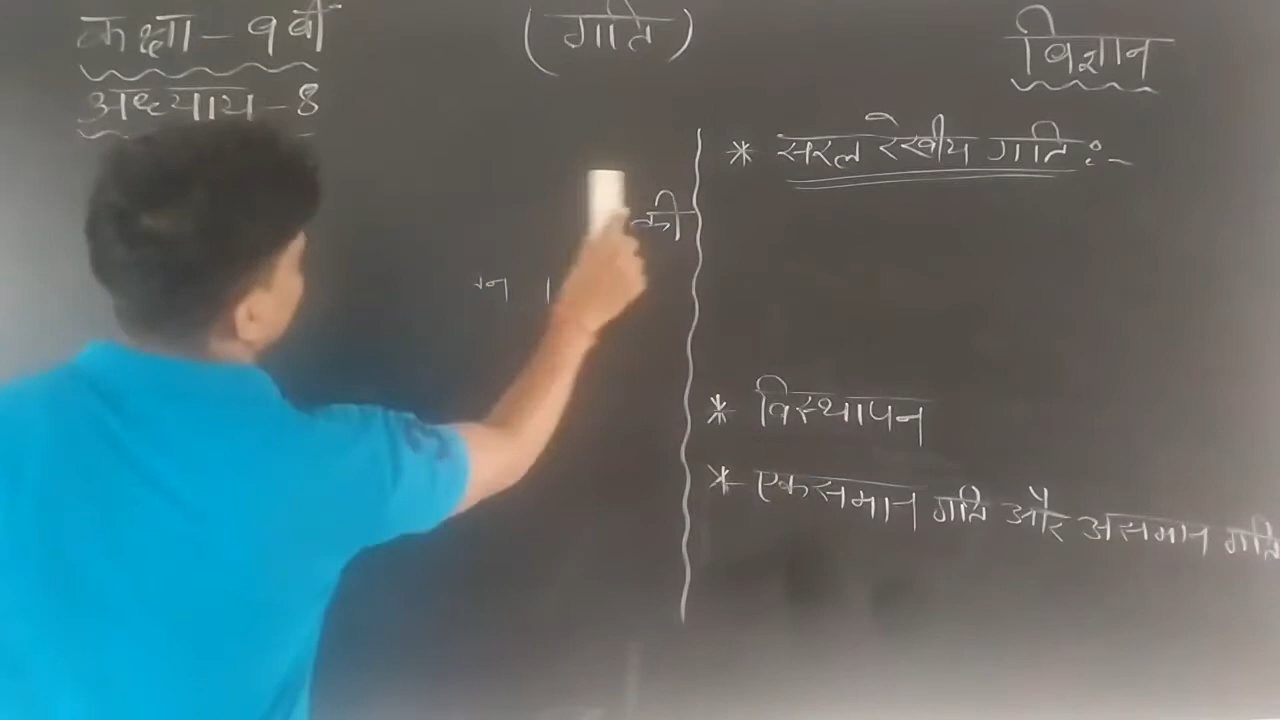 कक्षा - 9वीं
(गति)
विज्ञान
अध्याय - 8
* सरल रेखीय गति :-
की
* विस्थापन
* एकसमान गति और असमान गति